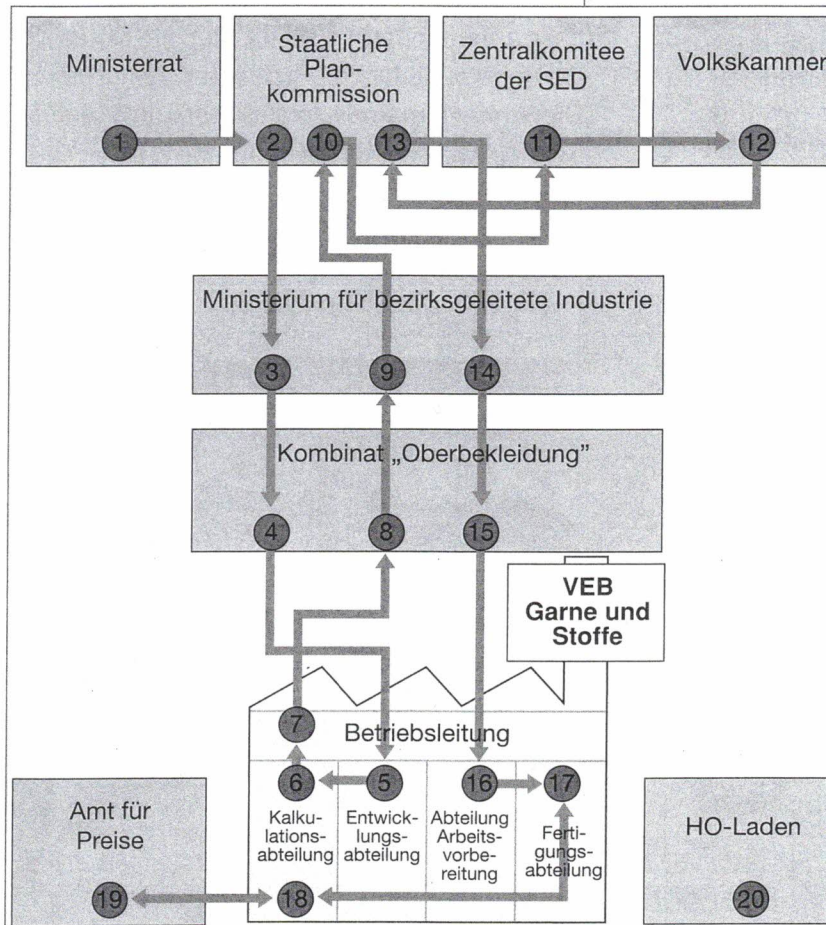 Ministerrat
Staatliche
Plan-
kommission
Zentralkomitee
der SED
Volkskammer
1
2
10
13
11
12
Ministerium für bezirksgeleitete Industrie
3
9
14
Kombinat „Oberbekleidung”
4
8
15
VEB
Garne und
Stoffe
7
Betriebsleitung
6
5
16
17
Kalku-
lations-
abteilung
Entwick-
lungs-
abteilung
Abteilung
Arbeits-
vorbe-
reitung
Ferti-
gungs-
abteilung
Amt für
Preise
19
18
HO-Laden
20